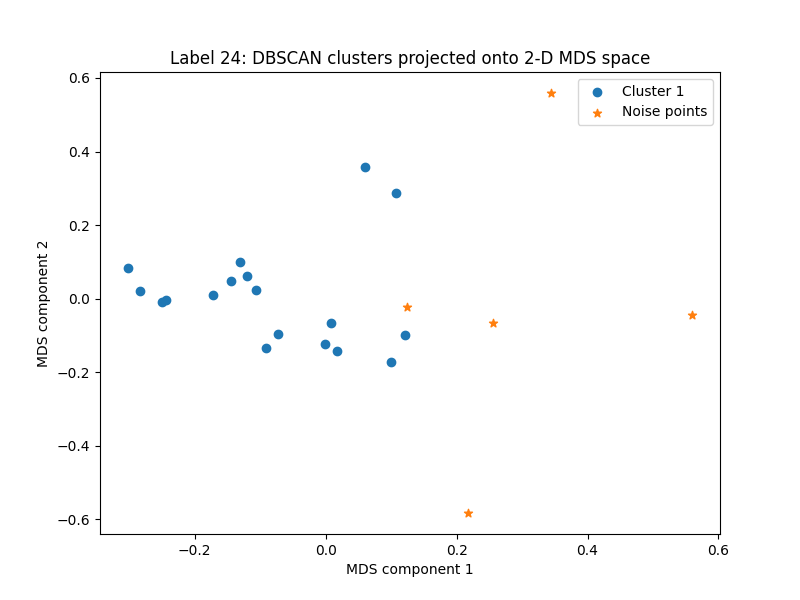 Label 24: DBSCAN clusters projected onto 2-D MDS space
Cluster 1
Noise points
0.6
0.4
0.2
0.0
−0.2
−0.4
−0.6
MDS component 2
−0.2
0.0
0.2
0.4
0.6
MDS component 1